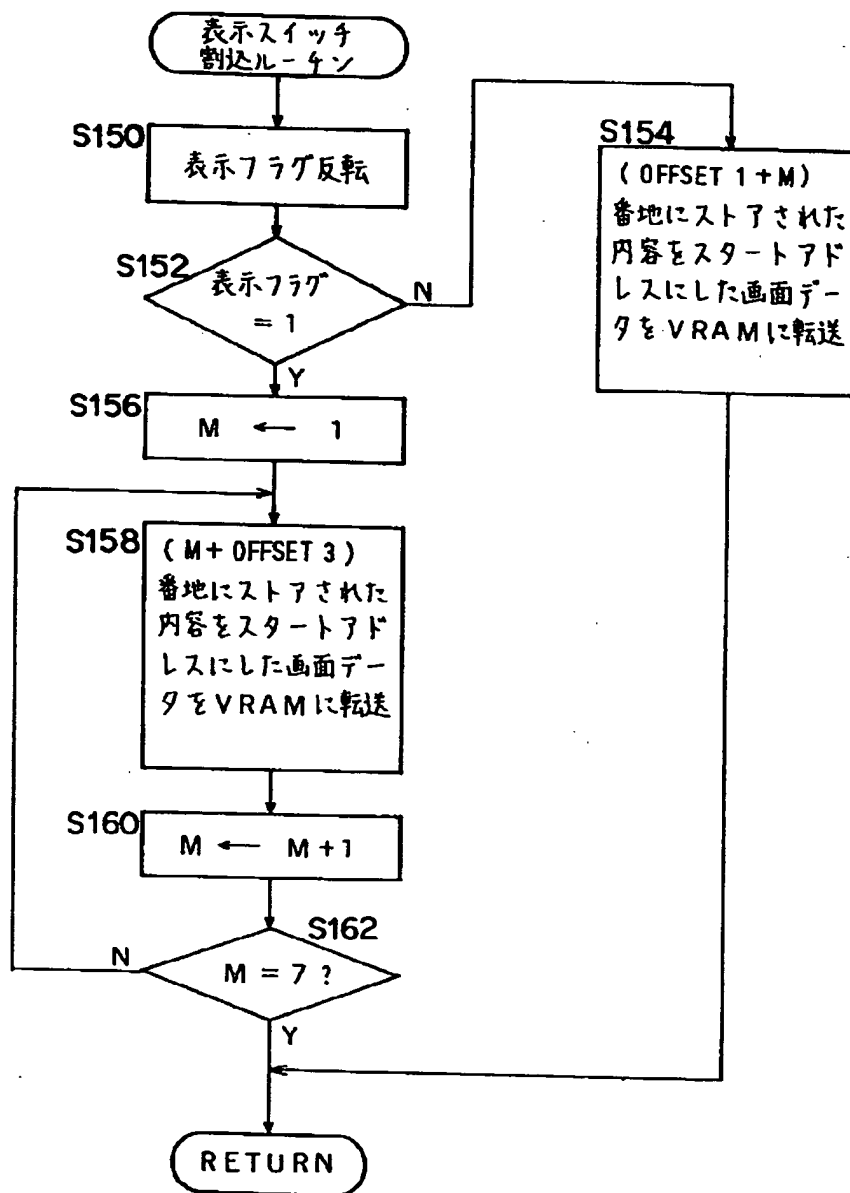 表示スイッチ
割込ルーチン
S150
表示フラグ反転
S152
表示フラグ
= 1
N
Y
S154
(OFFSET 1+M)
番地にストアされた
内容をスタートアド
レスにした画面デー
タをVRAMに転送
S156
M ← 1
S158
(M+ OFFSET 3)
番地にストアされた
内容をスタートアド
レスにした画面デー
タをVRAMに転送
S160
M ← M+1
S162
M = 7 ?
N
Y
RETURN